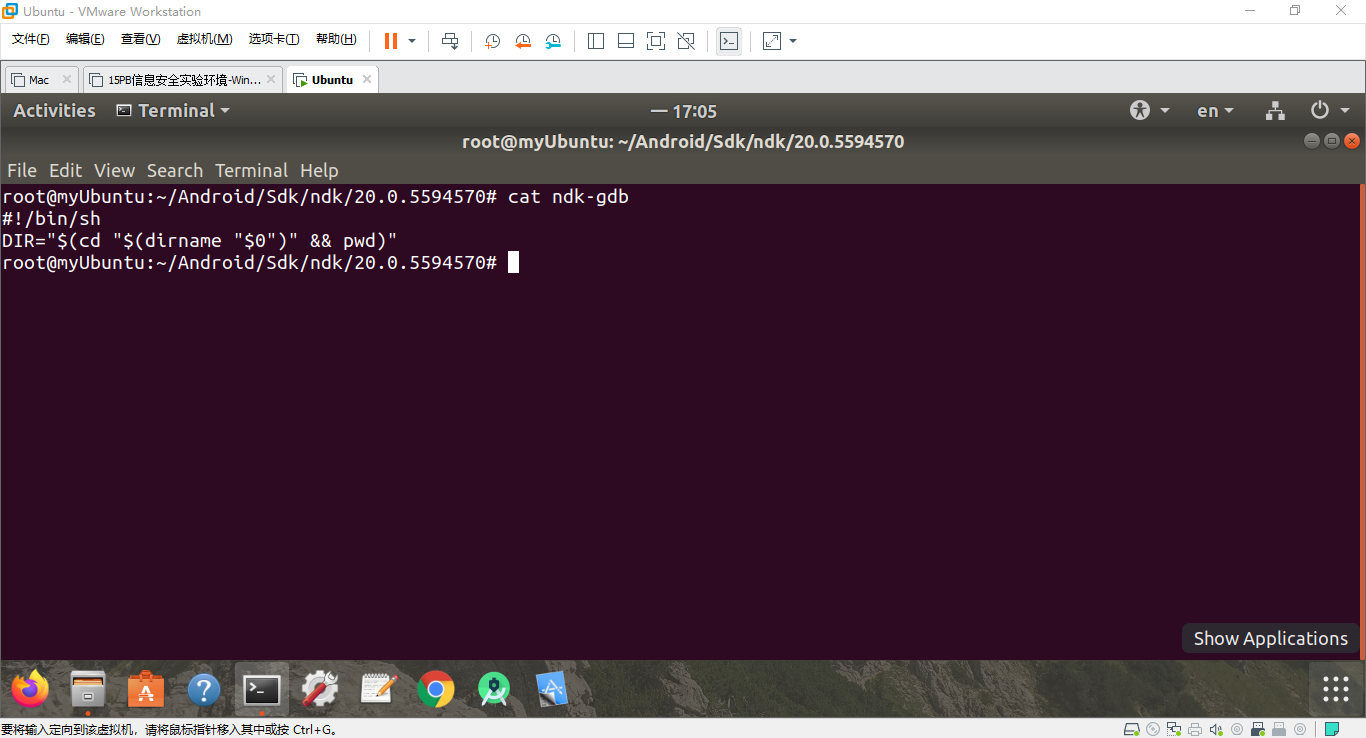 Ubuntu - VMware Workstation
文件(F) 编辑(E) 查看(V) 虚拟机(M) 选项卡(T) 帮助(H)
Mac 15PB信息安全实验环境-Win... Ubuntu
Activities Terminal 17:05 en
root@myUbuntu: ~/Android/Sdk/ndk/20.0.5594570
File Edit View Search Terminal Help
root@myUbuntu:~/Android/Sdk/ndk/20.0.5594570# cat ndk-gdb
#!/bin/sh
DIR="$(cd "$(dirname "$0")" && pwd)"
root@myUbuntu:~/Android/Sdk/ndk/20.0.5594570#
Show Applications
要将输入定向到该虚拟机，请将鼠标指针移入其中或按 Ctrl+G。